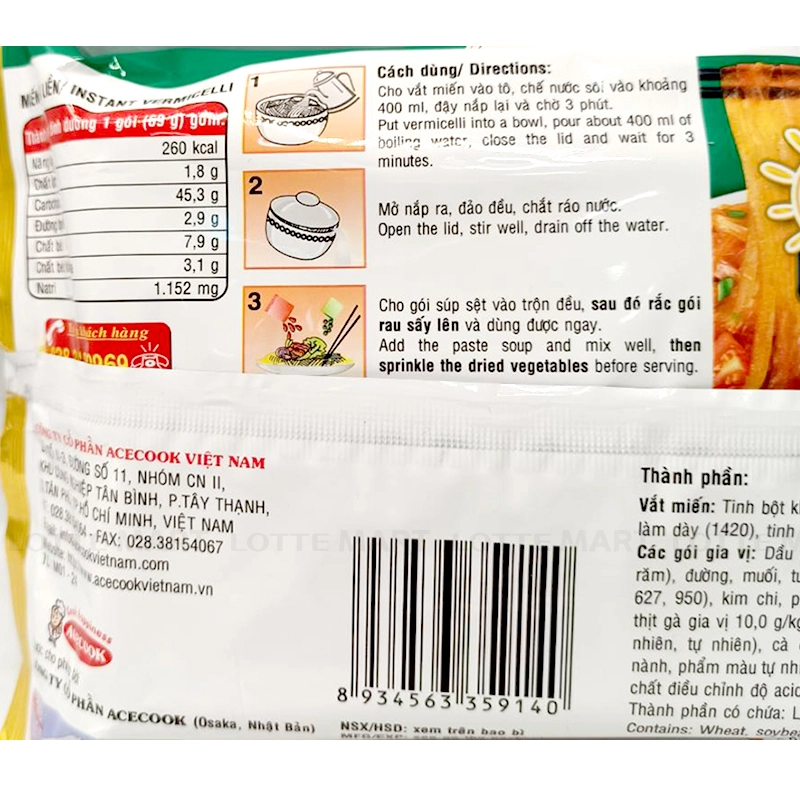 MIẾN LIỀN/ INSTANT VERMICELLI
dưỡng 1 gói (69 g) gồm:
260 kcal
1,8 g
45,3 g
2,9 g
Chất bé 7,9 g
Chất bé 3,1 g
Natri 1.152 mg
khách hàng
1
Cách dùng/ Directions:
Cho vắt miến vào tô, chế nước sôi vào khoảng
400 ml, đậy nắp lại và chờ 3 phút.
Put vermicelli into a bowl, pour about 400 ml of
boiling water, close the lid and wait for 3
minutes.
2
Mở nắp ra, đảo đều, chắt ráo nước.
Open the lid, stir well, drain off the water.
3
Cho gói súp sệt vào trộn đều, sau đó rắc gói
rau sấy lên và dùng được ngay.
Add the paste soup and mix well, then
sprinkle the dried vegetables before serving.
CÔNG TY CỔ PHẦN ACECOOK VIỆT NAM
ĐƯỜNG SỐ 11, NHÓM CN II,
NGHIỆP TÂN BÌNH, P.TÂY THẠNH,
HỒ CHÍ MINH, VIỆT NAM
- FAX: 028.38154067
www.acecookvietnam.vn
ACECOOK
CÔNG TY CỔ PHẦN ACECOOK (Osaka, Nhật Bản)
8 934563 359140
NSX/HSD: xem trên bao bì
Thành phần:
Vắt miến: Tinh bột
làm dày (1420), tinh
Các gói gia vị: Dầu
răm), đường, muối,
627, 950), kim chi,
thịt gà gia vị 10,0 g/kg
nhiên, tự nhiên), cà
nành, phẩm màu tự
chất điều chỉnh độ
Thành phần có chứa:
Contains: Wheat,
LOTTE MART
LOTTE MART